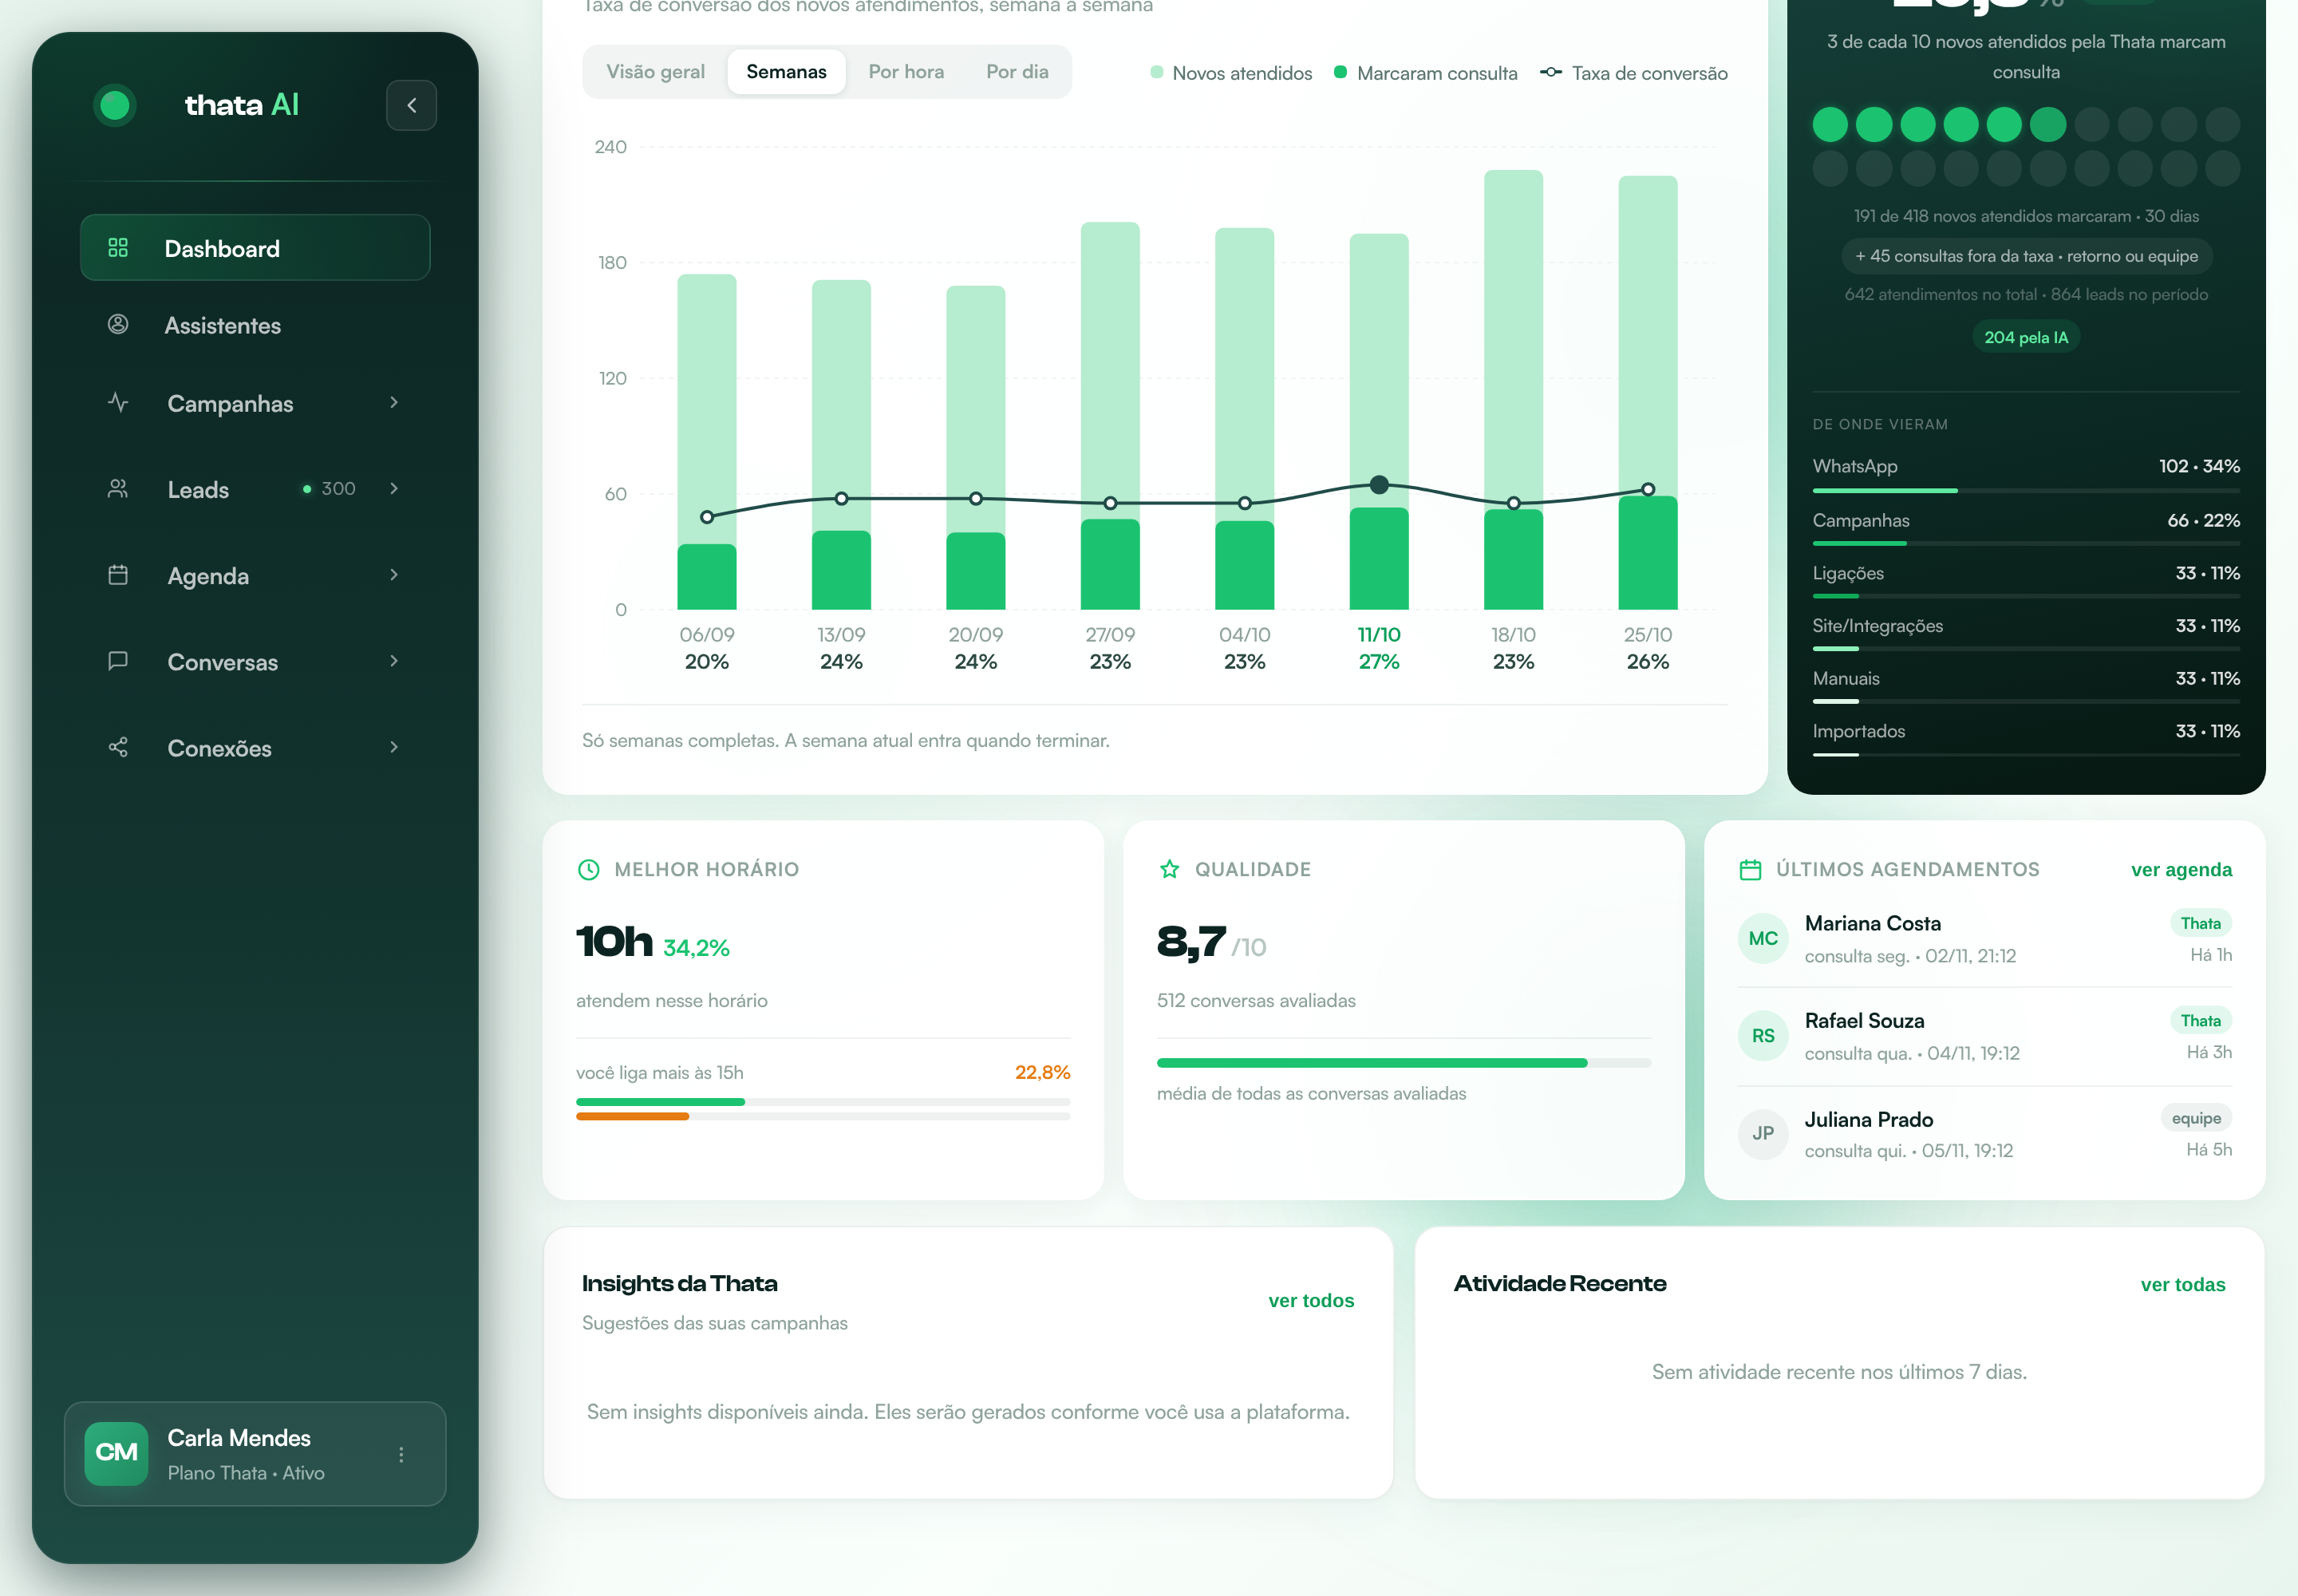 thata AI
Dashboard
Assistentes
Campanhas
Leads 300
Agenda
Conversas
Conexões
CM
Carla Mendes
Plano Thata · Ativo
Taxa de conversão dos novos atendimentos, semana a semana
Visão geral Semanas Por hora Por dia
Novos atendidos Marcaram consulta Taxa de conversão
240
180
120
60
0
06/09 13/09 20/09 27/09 04/10 11/10 18/10 25/10
20% 24% 24% 23% 23% 27% 23% 26%
Só semanas completas. A semana atual entra quando terminar.
%
3 de cada 10 novos atendidos pela Thata marcam
consulta
191 de 418 novos atendidos marcaram · 30 dias
+ 45 consultas fora da taxa · retorno ou equipe
642 atendimentos no total · 864 leads no período
204 pela IA
DE ONDE VIERAM
WhatsApp 102 · 34%
Campanhas 66 · 22%
Ligações 33 · 11%
Site/Integrações 33 · 11%
Manuais 33 · 11%
Importados 33 · 11%
MELHOR HORÁRIO
10h 34,2%
atendem nesse horário
você liga mais às 15h 22,8%
QUALIDADE
8,7 /10
512 conversas avaliadas
média de todas as conversas avaliadas
ÚLTIMOS AGENDAMENTOS ver agenda
MC Mariana Costa Thata
consulta seg. · 02/11, 21:12 Há 1h
RS Rafael Souza Thata
consulta qua. · 04/11, 19:12 Há 3h
JP Juliana Prado equipe
consulta qui. · 05/11, 19:12 Há 5h
Insights da Thata
Sugestões das suas campanhas
ver todos
Sem insights disponíveis ainda. Eles serão gerados conforme você usa a plataforma.
Atividade Recente ver todas
Sem atividade recente nos últimos 7 dias.